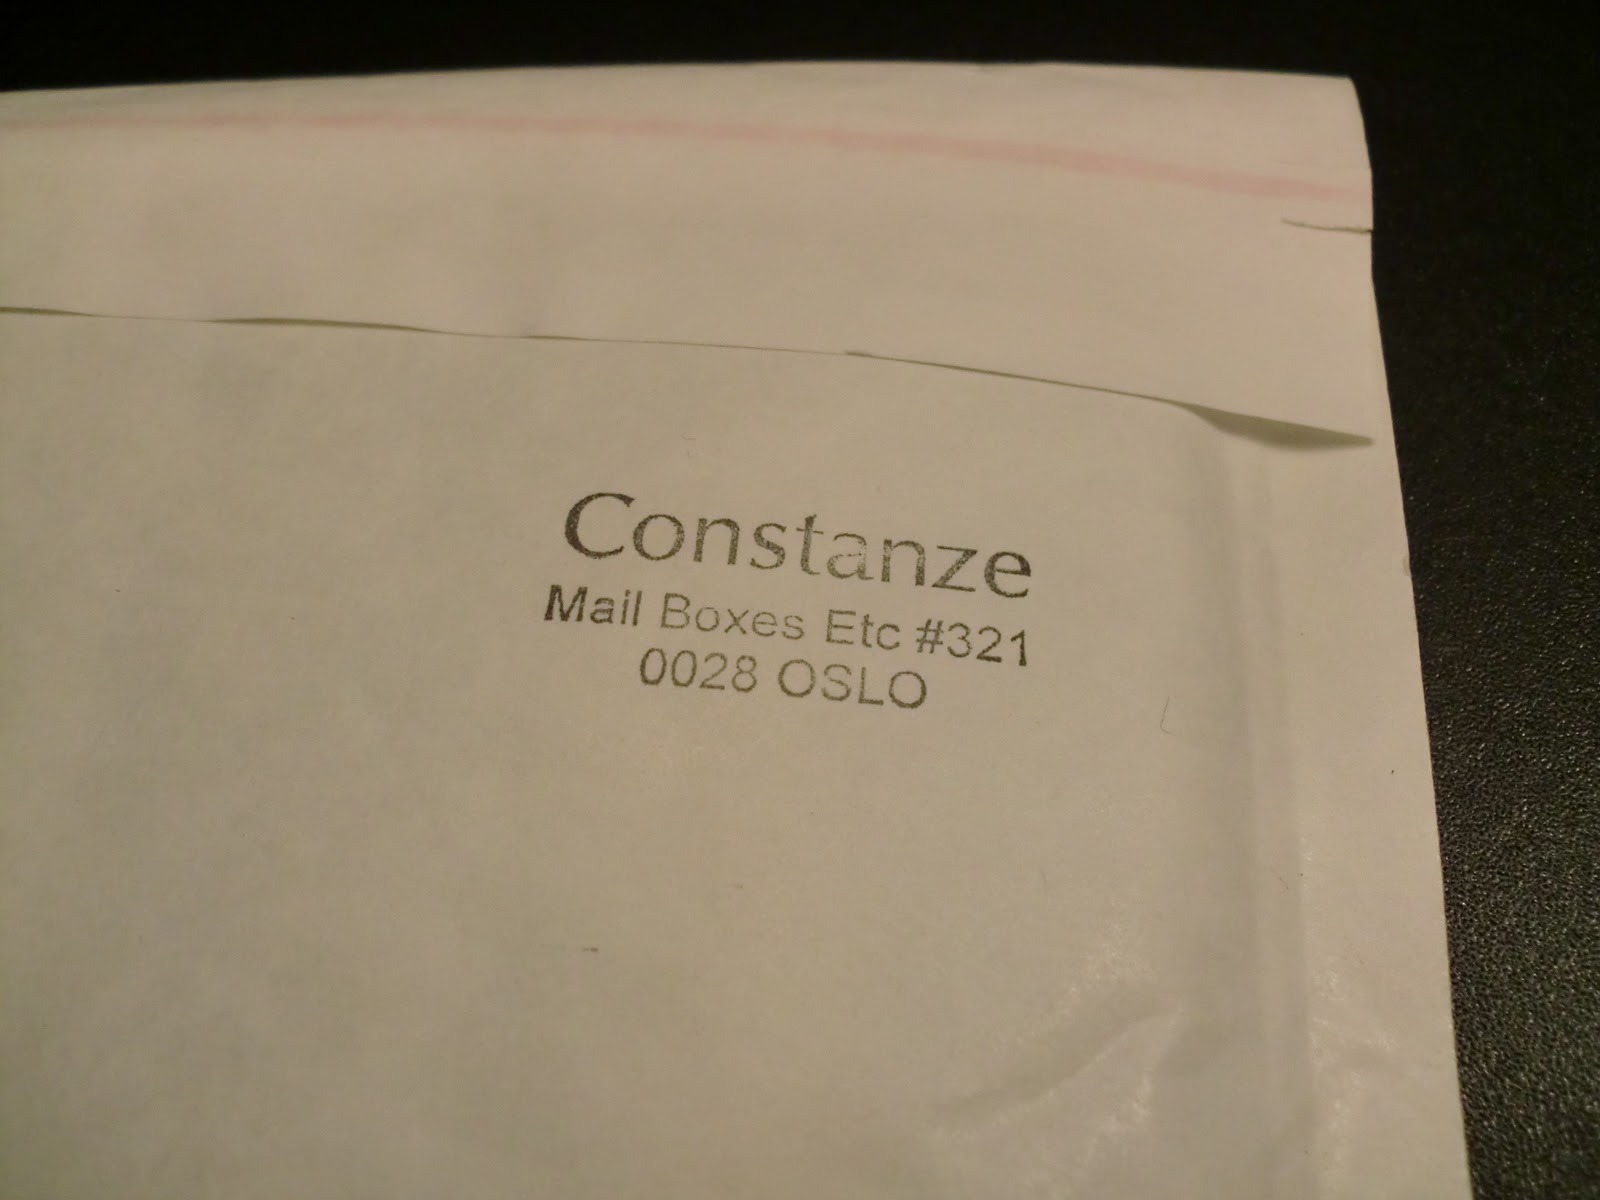 Constanze
Mail Boxes Etc #321
0028 OSLO